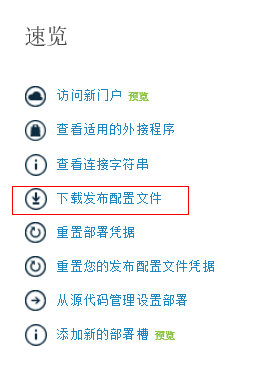 速览
访问新门户 预览
查看适用的外接程序
查看连接字符串
下载发布配置文件
重置部署凭据
重置您的发布配置文件凭据
从源代码管理设置部署
添加新的部署槽 预览